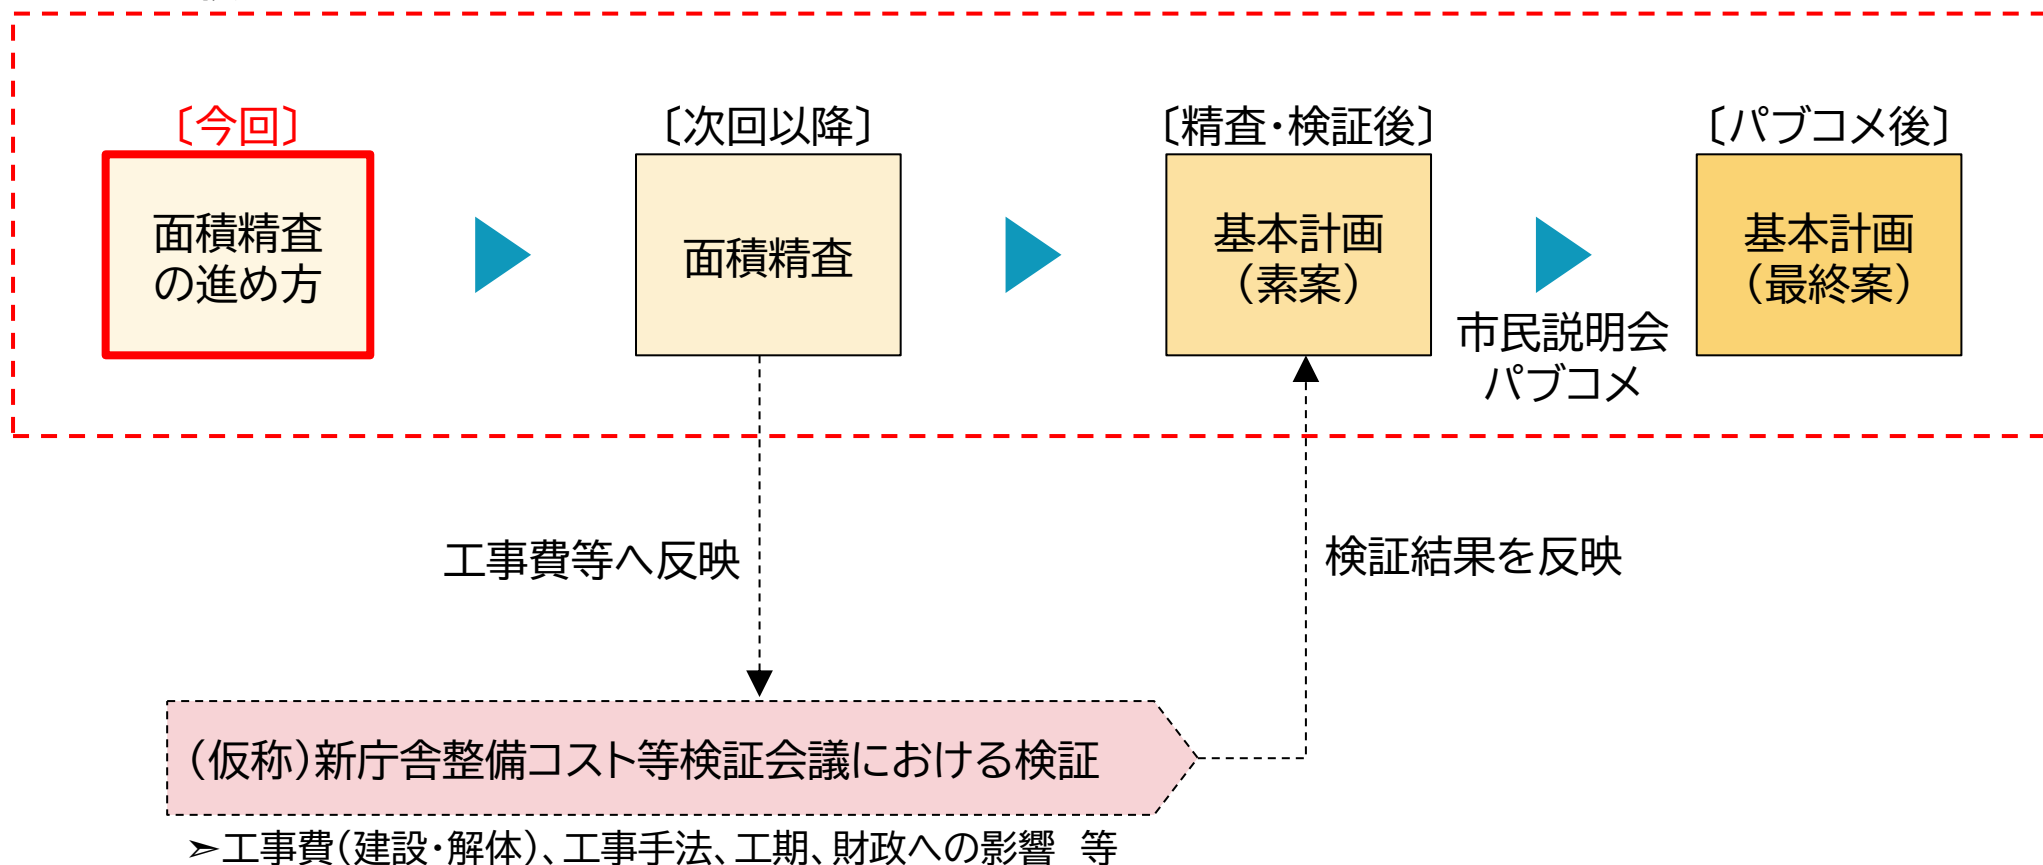 〔今回〕
面積精査
の進め方
〔次回以降〕
面積精査
〔精査・検証後〕
基本計画
（素案）
市民説明会
パブコメ
〔パブコメ後〕
基本計画
（最終案）
工事費等へ反映
検証結果を反映
（仮称）新庁舎整備コスト等検証会議における検証
➣工事費（建設・解体）、工事手法、工期、財政への影響　等